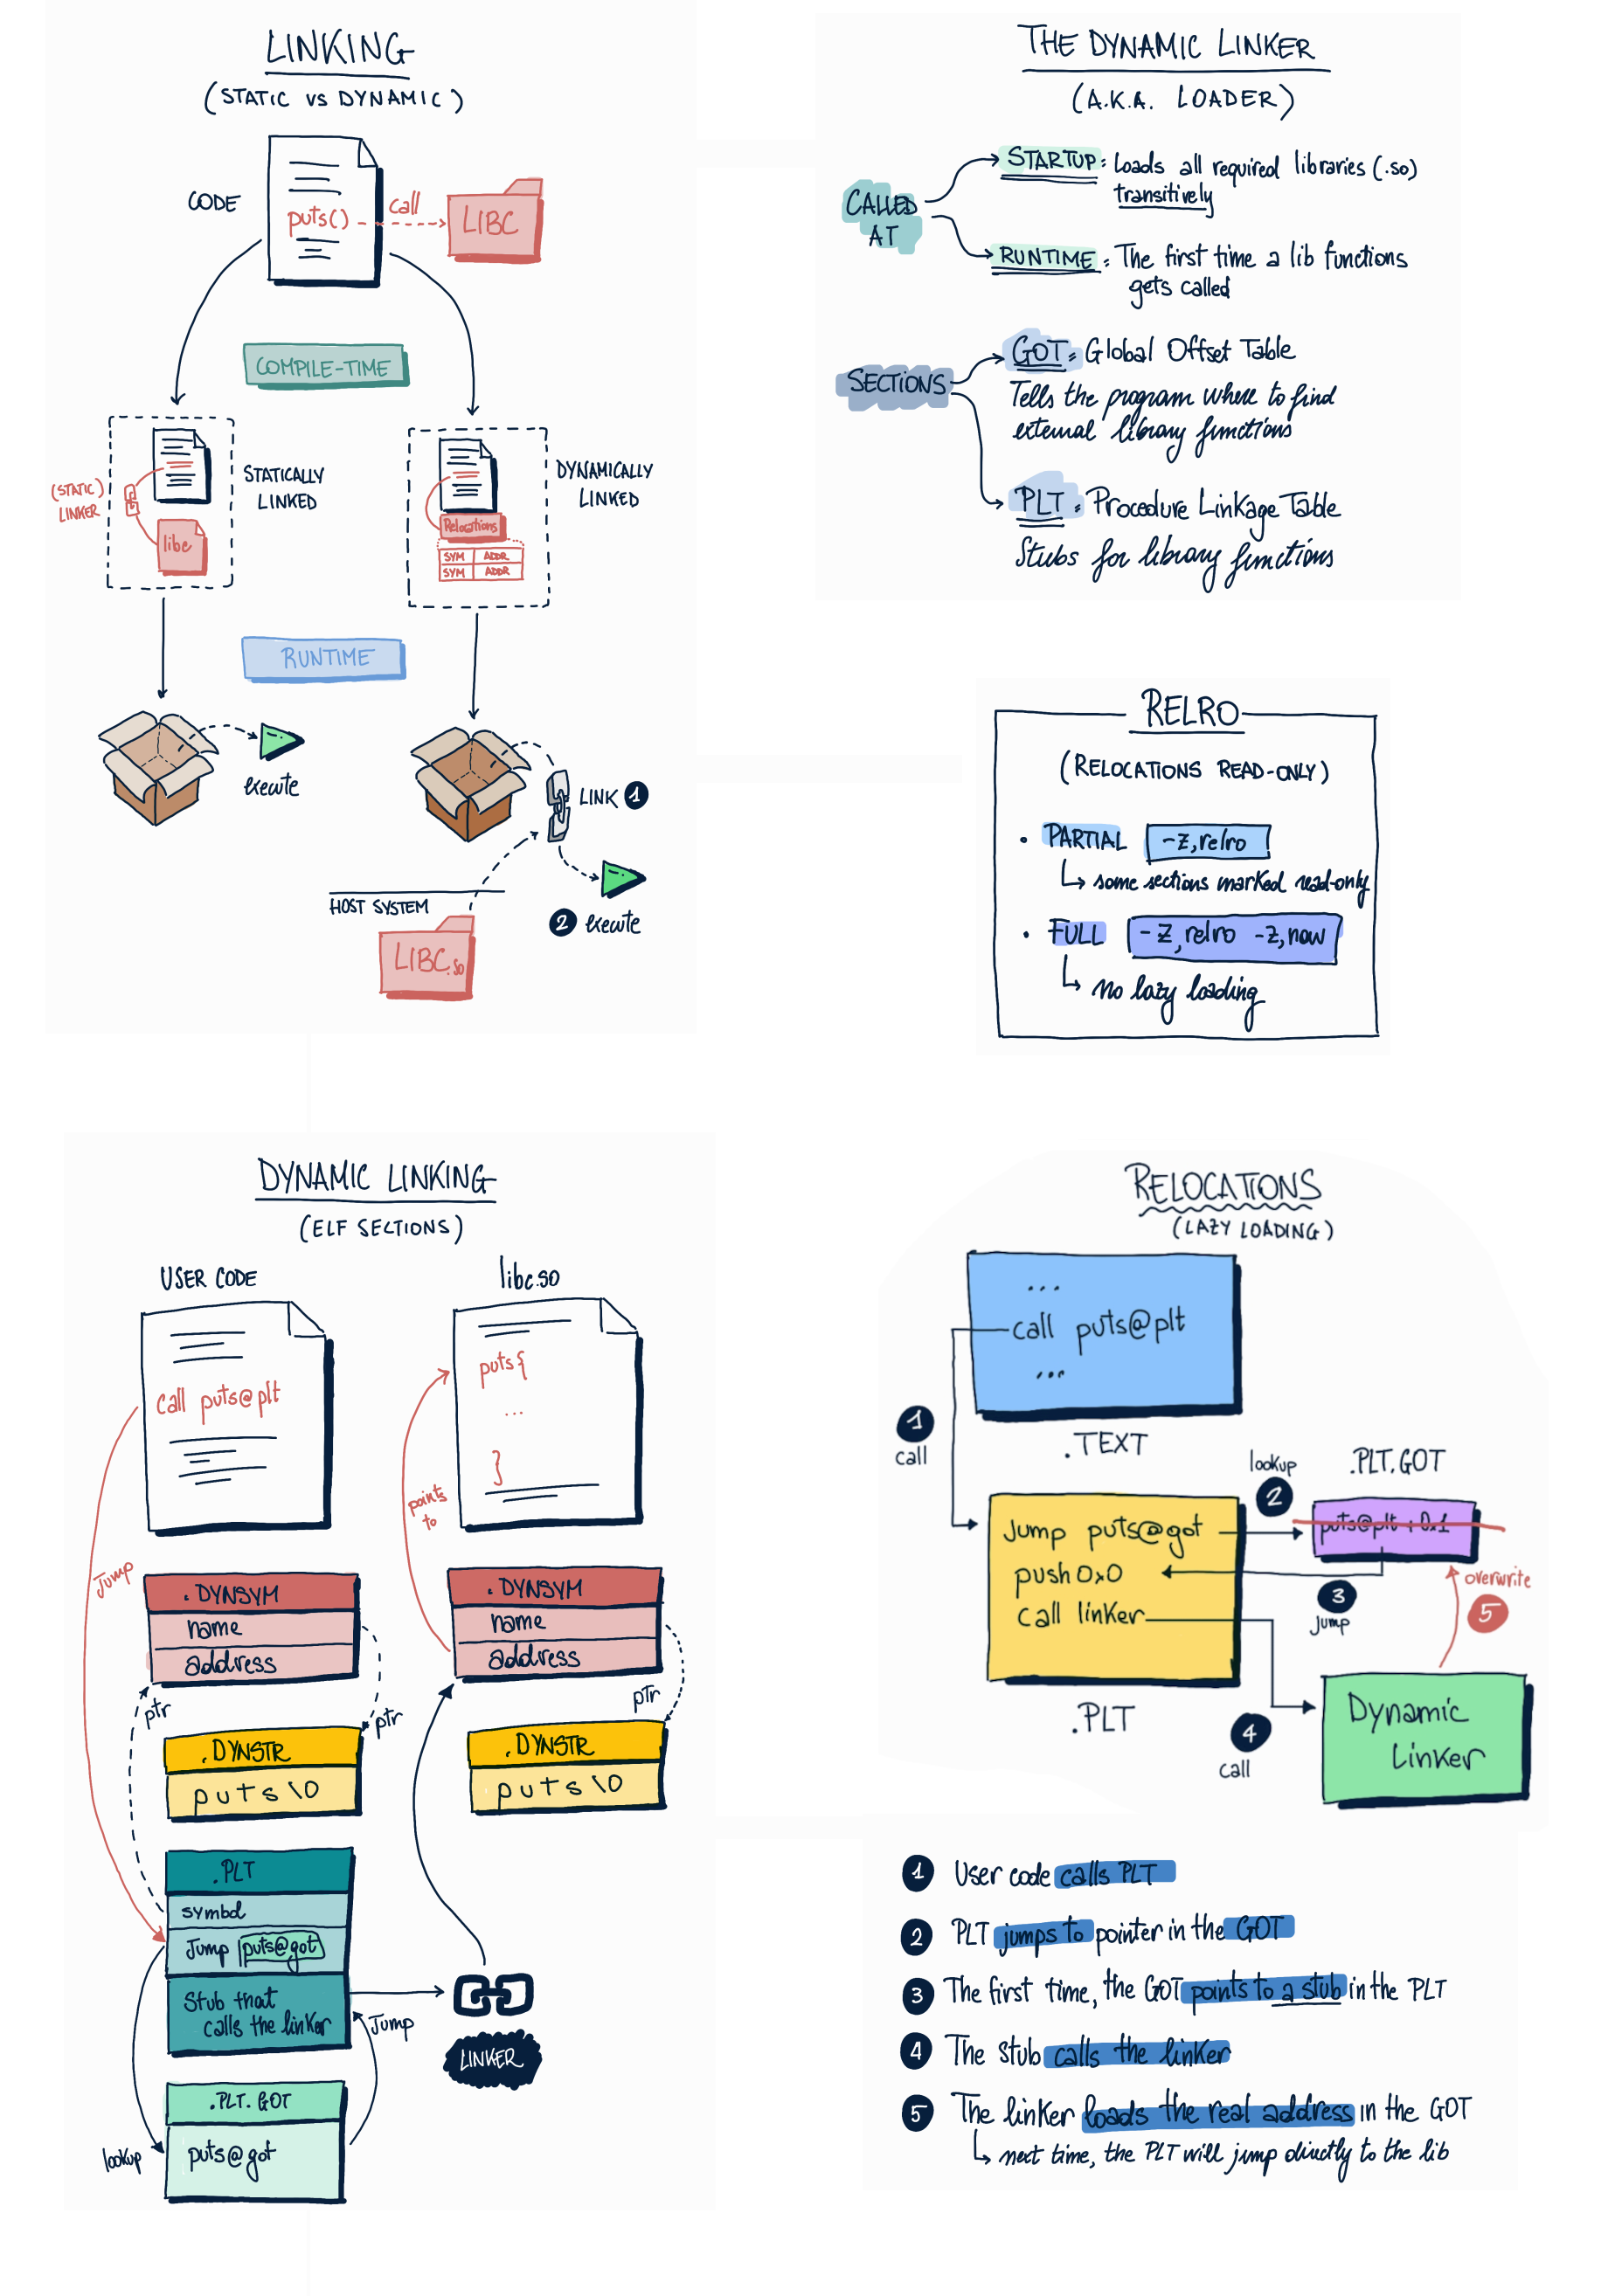 LINKING
(STATIC VS DYNAMIC)
CODE
puts()
call
LIBC
COMPILE-TIME
(STATIC)
LINKER
libc
STATICALLY
LINKED
Relocations
SYM ADDR
SYM ADDR
DYNAMICALLY
LINKED
RUNTIME
execute
LINK 1
HOST SYSTEM
LIBC.so
2 execute
THE DYNAMIC LINKER
(A.K.A. LOADER)
CALLED
AT
STARTUP: Loads all required libraries (.so)
transitively
RUNTIME: The first time a lib functions
gets called
SECTIONS
GOT: Global Offset Table
Tells the program where to find
external library functions
PLT: Procedure Linkage Table
Stubs for library functions
RELRO
(RELOCATIONS READ-ONLY)
• PARTIAL -z,relro
some sections marked read-only
• FULL -z,relro -z,now
no lazy loading
DYNAMIC LINKING
(ELF SECTIONS)
USER CODE
call puts@plt
libc.so
puts{
...
}
Jump
points
to
.DYNSYM
name
address
ptr
ptr
.DYNSTR
puts\0
.DYNSYM
name
address
ptr
.DYNSTR
puts\0
.PLT
symbol
Jump puts@got
Stub that
calls the linker
Jump
LINKER
.PLT.GOT
puts@got
lookup
RELOCATIONS
(LAZY LOADING)
...
call puts@plt
...
.TEXT
1
call
lookup
2
.PLT.GOT
puts@plt + 0x1
Jump puts@got
push 0x0
call linker
.PLT
3
jump
overwrite
5
4
call
Dynamic
Linker
1 User code calls PLT
2 PLT jumps to pointer in the GOT
3 The first time, the GOT points to a stub in the PLT
4 The stub calls the linker
5 The linker loads the real address in the GOT
next time, the PLT will jump directly to the lib